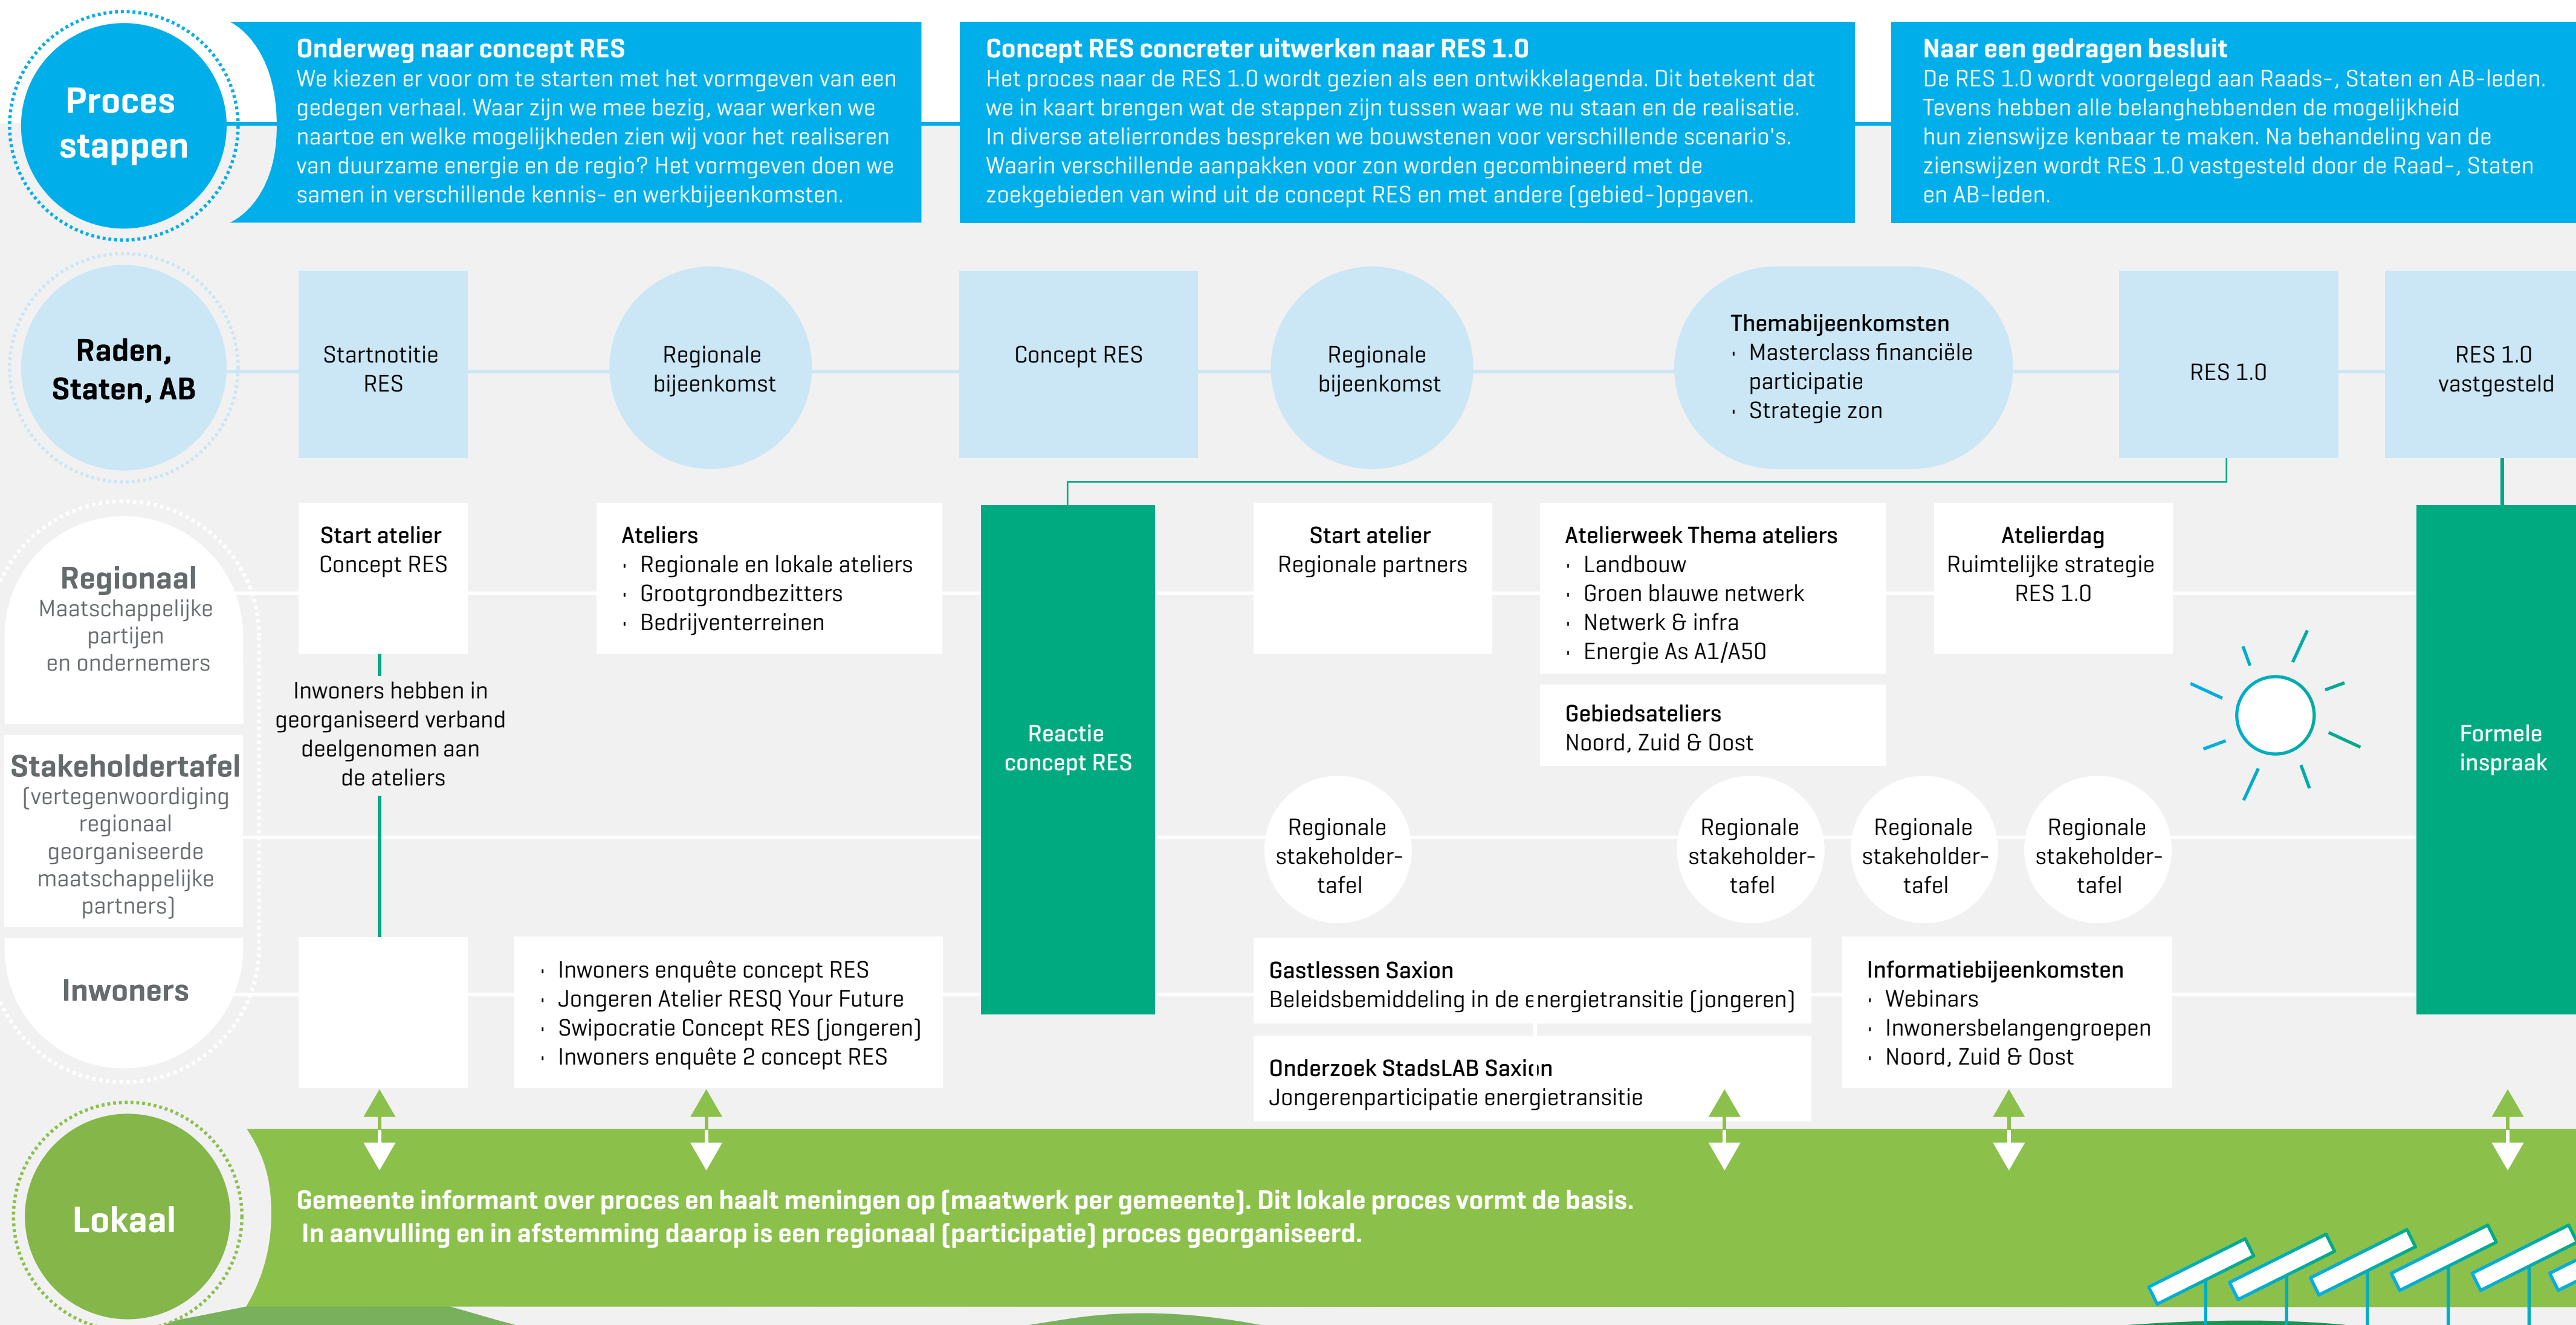 Proces
stappen
Onderweg naar concept RES
We kiezen er voor om te starten met het vormgeven van een
gedegen verhaal. Waar zijn we mee bezig, waar werken we
naartoe en welke mogelijkheden zien wij voor het realiseren
van duurzame energie en de regio? Het vormgeven doen we
samen in verschillende kennis- en werkbijeenkomsten.
Concept RES concreter uitwerken naar RES 1.0
Het proces naar de RES 1.0 wordt gezien als een ontwikkelagenda. Dit betekent dat
we in kaart brengen wat de stappen zijn tussen waar we nu staan en de realisatie.
In diverse atelierrondes bespreken we bouwstenen voor verschillende scenario's.
Waarin verschillende aanpakken voor zon worden gecombineerd met de
zoekgebieden van wind uit de concept RES en met andere (gebied-)opgaven.
Naar een gedragen besluit
De RES 1.0 wordt voorgelegd aan Raads-, Staten en AB-leden.
Tevens hebben alle belanghebbenden de mogelijkheid
hun zienswijze kenbaar te maken. Na behandeling van de
zienswijzen wordt RES 1.0 vastgesteld door de Raad-, Staten
en AB-leden.
Raden,
Staten, AB
Startnotitie
RES
Regionale
bijeenkomst
Concept RES
Regionale
bijeenkomst
Themabijeenkomsten
· Masterclass financiële
participatie
· Strategie zon
RES 1.0
RES 1.0
vastgesteld
Regionaal
Maatschappelijke
partijen
en ondernemers
Start atelier
Concept RES
Ateliers
· Regionale en lokale ateliers
· Grootgrondbezitters
· Bedrijventerreinen
Inwoners hebben in
georganiseerd verband
deelgenomen aan
de ateliers
Reactie
concept RES
Start atelier
Regionale partners
Atelierweek Thema ateliers
· Landbouw
· Groen blauwe netwerk
· Netwerk & infra
· Energie As A1/A50
Gebiedsateliers
Noord, Zuid & Oost
Atelierdag
Ruimtelijke strategie
RES 1.0
Formele
inspraak
Stakeholdertafel
(vertegenwoordiging
regionaal
georganiseerde
maatschappelijke
partners)
Regionale
stakeholder-
tafel
Regionale
stakeholder-
tafel
Regionale
stakeholder-
tafel
Regionale
stakeholder-
tafel
Inwoners
· Inwoners enquête concept RES
· Jongeren Atelier RESQ Your Future
· Swipocratie Concept RES (jongeren)
· Inwoners enquête 2 concept RES
Gastlessen Saxion
Beleidsbemiddeling in de energietransitie (jongeren)
Onderzoek StadsLAB Saxion
Jongerenparticipatie energietransitie
Informatiebijeenkomsten
· Webinars
· Inwonersbelangengroepen
· Noord, Zuid & Oost
Lokaal
Gemeente informant over proces en haalt meningen op (maatwerk per gemeente). Dit lokale proces vormt de basis.
In aanvulling en in afstemming daarop is een regionaal (participatie) proces georganiseerd.